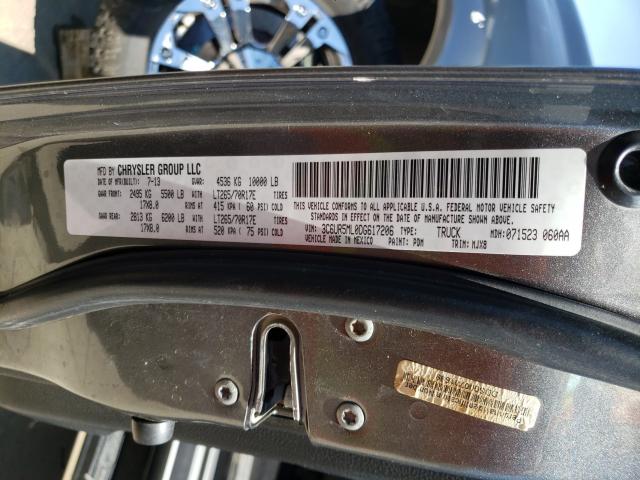 MFD BY CHRYSLER GROUP LLC
DATE OF MFR(BUILT): 7-13 GVWR: 4536 KG 10000 LB
GAWR FRONT: 2495 KG 5500 LB WITH LT265/70R17E TIRES
17X8.0 RIMS AT 415 KPA( 60 PSI) COLD
GAWR REAR: 2813 KG 6200 LB WITH LT265/70R17E TIRES
17X8.0 RIMS AT 520 KPA( 75 PSI) COLD
THIS VEHICLE CONFORMS TO ALL APPLICABLE U.S.A. FEDERAL MOTOR VEHICLE SAFETY
STANDARDS IN EFFECT ON THE DATE OF MANUFACTURE SHOWN ABOVE.
VIN: 3C6UR5ML0DG617206 TYPE: TRUCK MDH: 071523 060AA
VEHICLE MADE IN MEXICO PAINT: PDM TRIM: MJX8